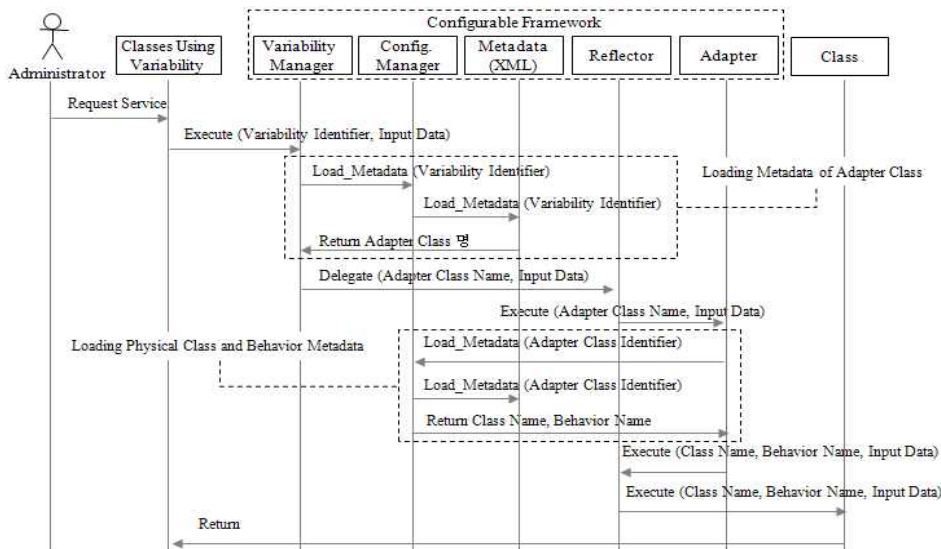 Configurable Framework
Administrator
Classes Using
Variability
Variability
Manager
Config.
Manager
Metadata
(XML)
Reflector
Adapter
Class
Request Service
Execute (Variability Identifier, Input Data)
Load_Metadata (Variability Identifier)
Loading Metadata of Adapter Class
Load_Metadata (Variability Identifier)
Return Adapter Class 명
Delegate (Adapter Class Name, Input Data)
Execute (Adapter Class Name, Input Data)
Loading Physical Class and Behavior Metadata
Load_Metadata (Adapter Class Identifier)
Load_Metadata (Adapter Class Identifier)
Return Class Name, Behavior Name
Execute (Class Name, Behavior Name, Input Data)
Execute (Class Name, Behavior Name, Input Data)
Return